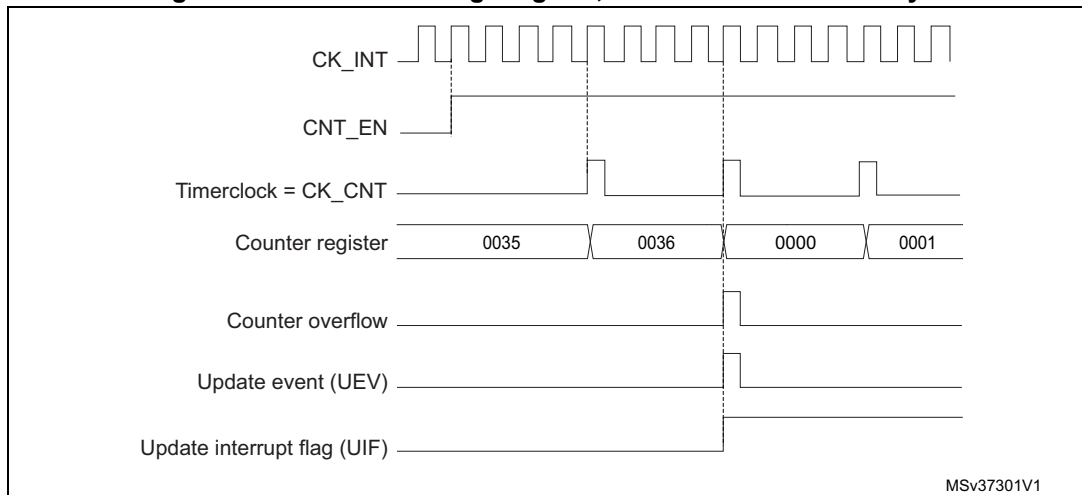 CK_INT
CNT_EN
Timerclock = CK_CNT
Counter register 0035 0036 0000 0001
Counter overflow
Update event (UEV)
Update interrupt flag (UIF)
MSv37301V1